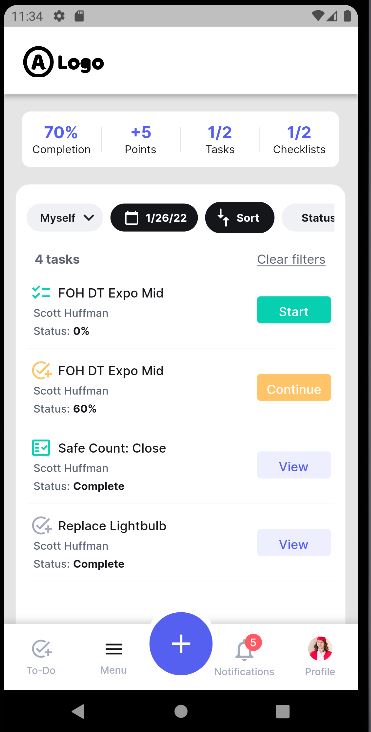 11:34
A Logo
70% +5 1/2 1/2
Completion Points Tasks Checklists
Myself 1/26/22 Sort Status
4 tasks Clear filters
FOH DT Expo Mid
Scott Huffman
Status: 0%
Start
FOH DT Expo Mid
Scott Huffman
Status: 60%
Continue
Safe Count: Close
Scott Huffman
Status: Complete
View
Replace Lightbulb
Scott Huffman
Status: Complete
View
5
To-Do Menu Notifications Profile